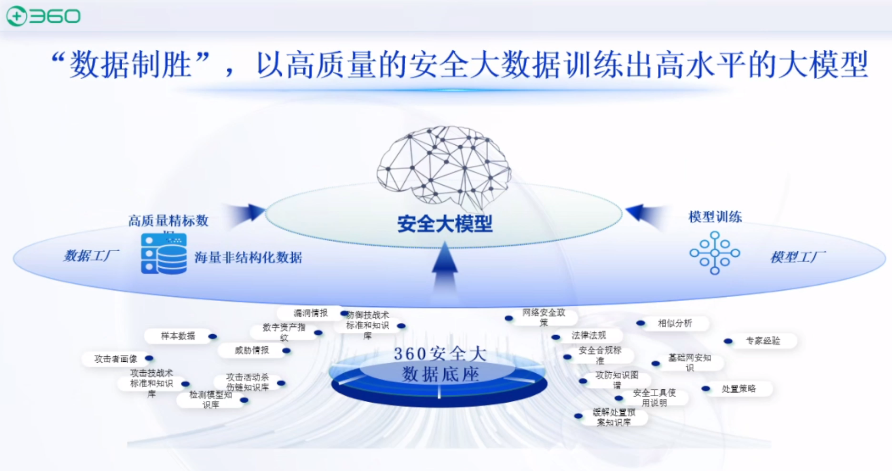 360
“数据制胜”，以高质量的安全大数据训练出高水平的大模型
安全大模型
高质量精标数
数据工厂
海量非结构化数据
模型训练
模型工厂
漏洞情报
防御技战术
标准和知识
库
数字资产指
纹
样本数据
威胁情报
攻击者画像
攻击技战术
标准和知识
库
攻击活动杀
伤链知识库
检测模型知
识库
360安全大
数据底座
网络安全政
策
相似分析
法律法规
专家经验
安全合规标
准
基础网安知
识
攻防知识图
谱
处置策略
安全工具使
用说明
缓解处置预
案知识库